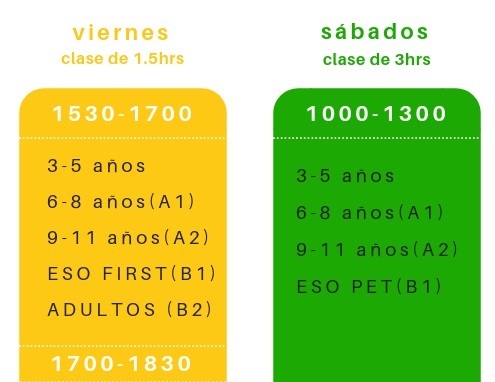 viernes
clase de 1.5hrs
1530-1700
3-5 años
6-8 años(A1)
9-11 años(A2)
ESO FIRST(B1)
ADULTOS (B2)
1700-1830
sábados
clase de 3hrs
1000-1300
3-5 años
6-8 años(A1)
9-11 años(A2)
ESO PET(B1)